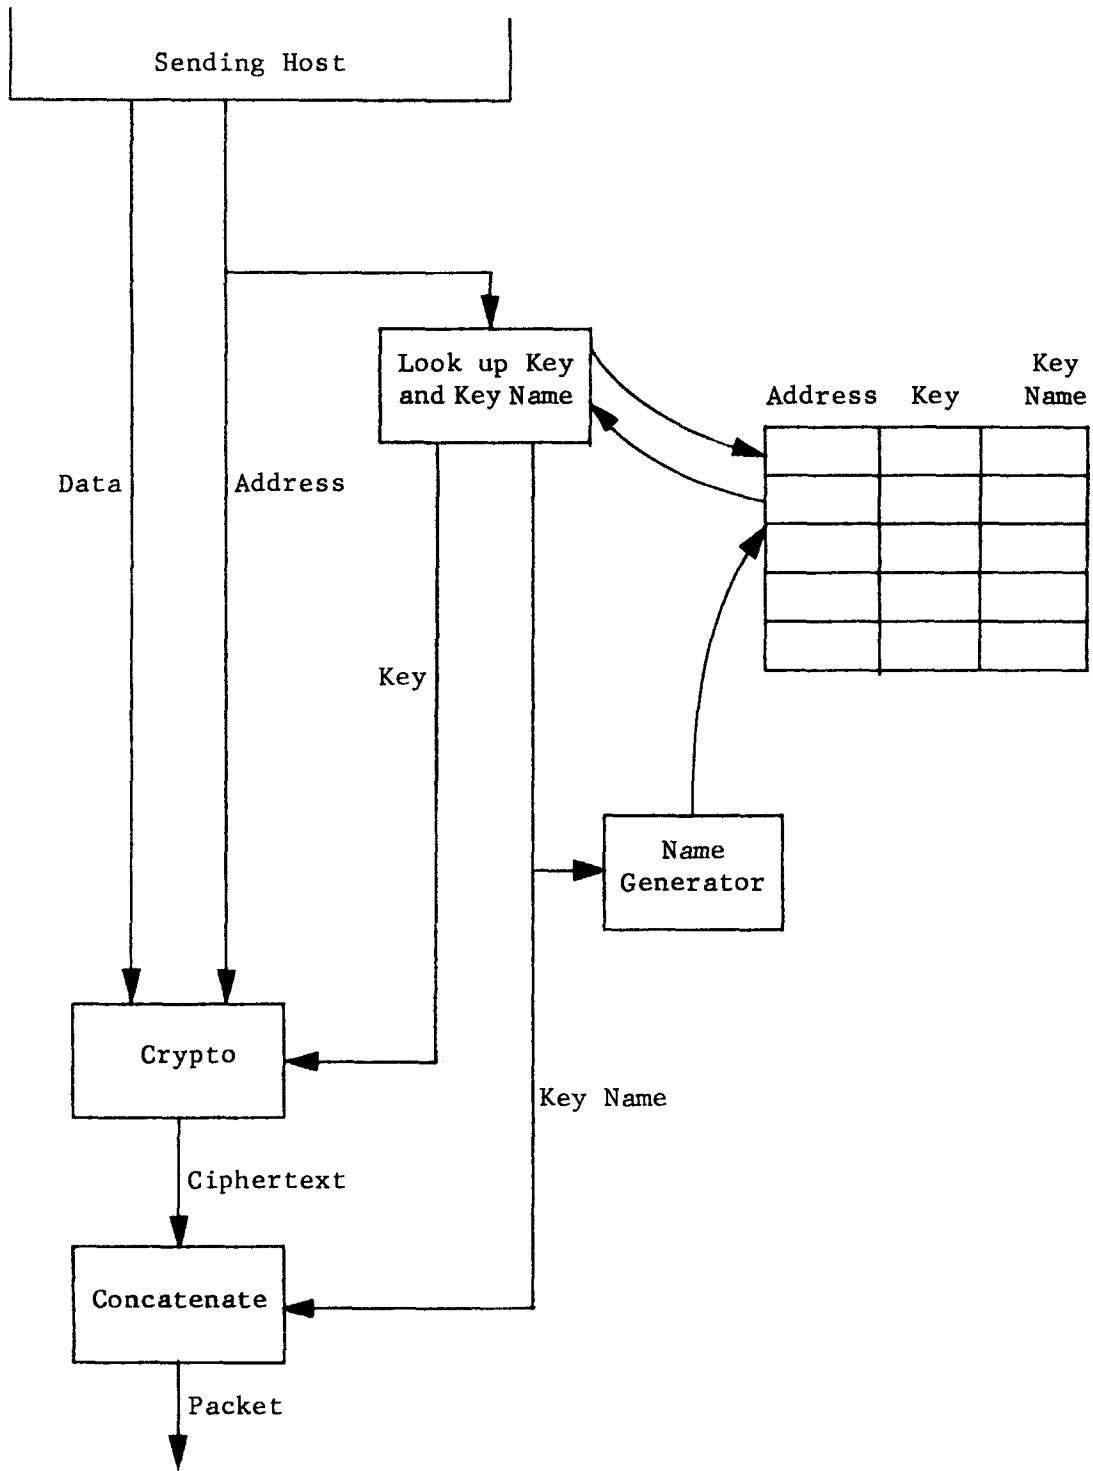 Sending Host
Look up Key
and Key Name
Key
Address Key Name
Data
Address
Key
Name
Generator
Crypto
Key Name
Ciphertext
Concatenate
Packet